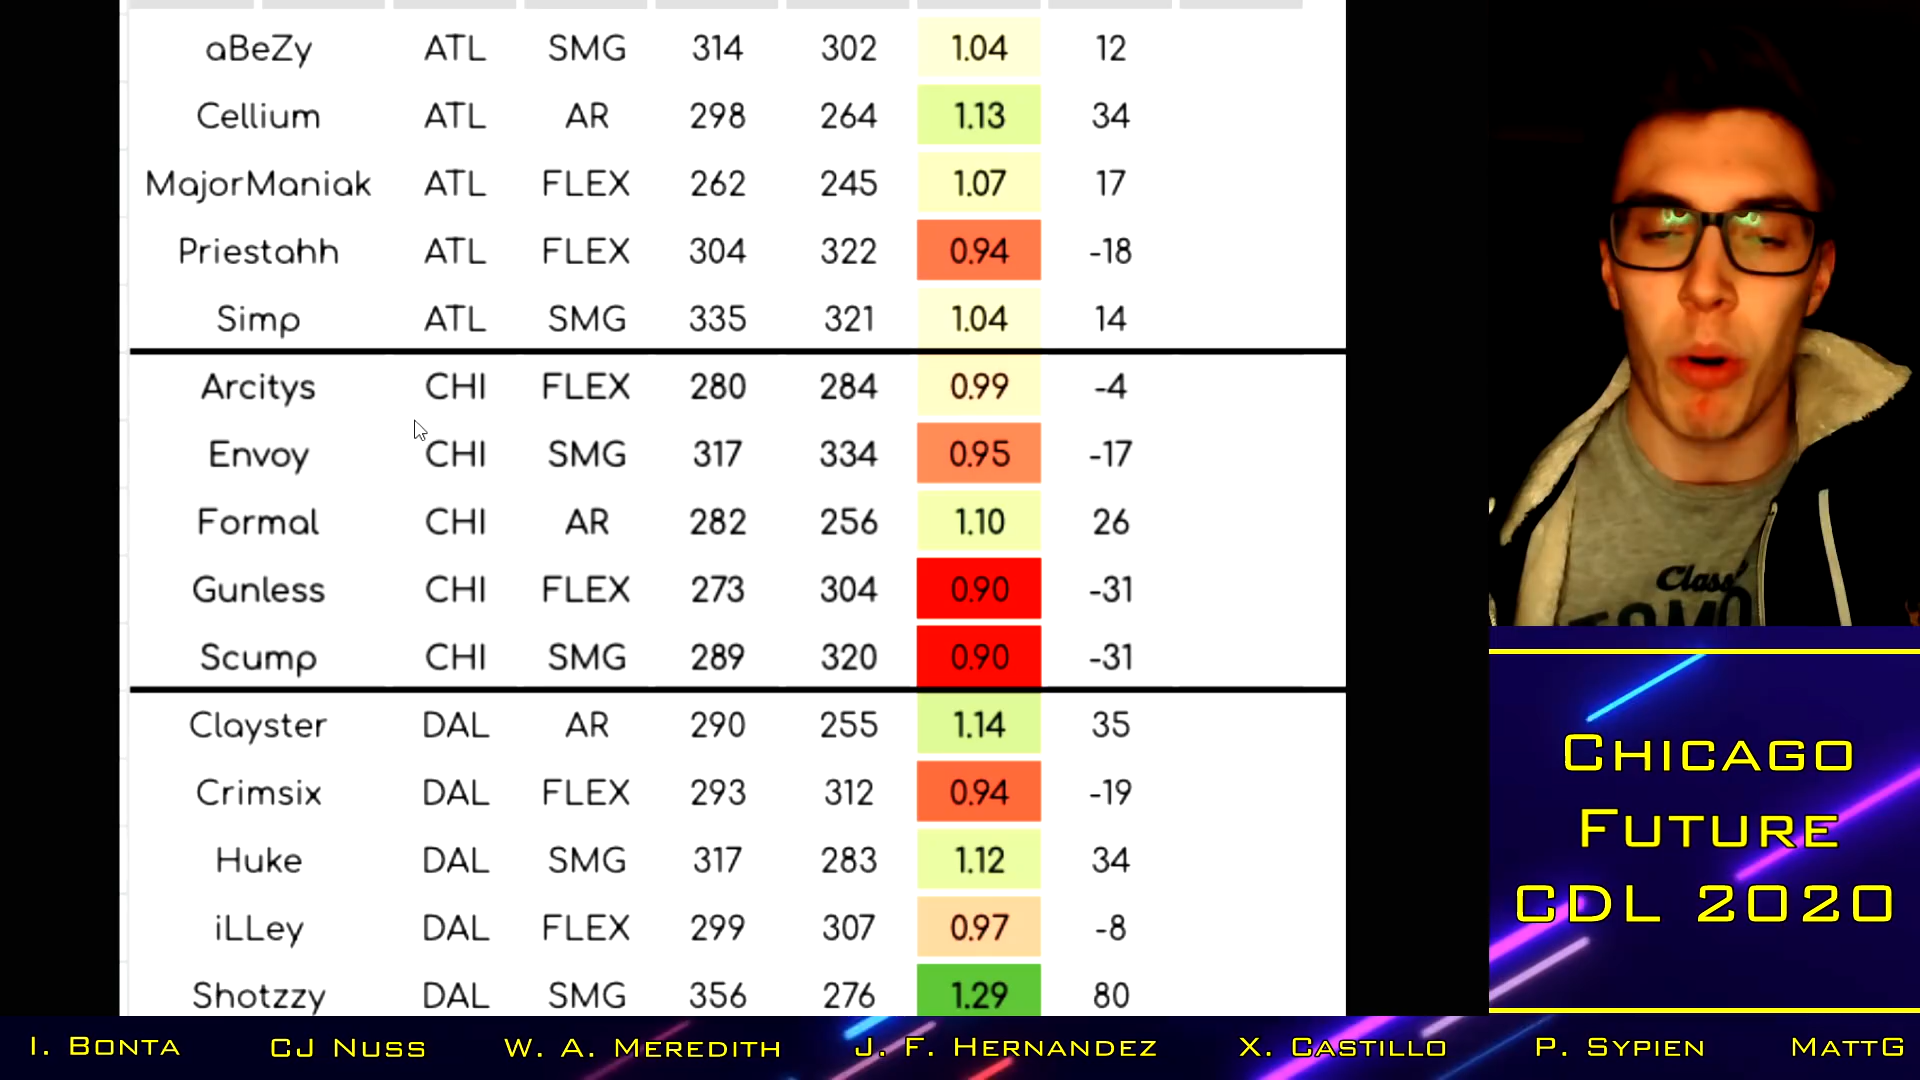 aBeZy ATL SMG 314 302 1.04 12
Cellium ATL AR 298 264 1.13 34
MajorManiak ATL FLEX 262 245 1.07 17
Priestahh ATL FLEX 304 322 0.94 -18
Simp ATL SMG 335 321 1.04 14
Arcitys CHI FLEX 280 284 0.99 -4
Envoy CHI SMG 317 334 0.95 -17
Formal CHI AR 282 256 1.10 26
Gunless CHI FLEX 273 304 0.90 -31
Scump CHI SMG 289 320 0.90 -31
Clayster DAL AR 290 255 1.14 35
Crimsix DAL FLEX 293 312 0.94 -19
Huke DAL SMG 317 283 1.12 34
iLLey DAL FLEX 299 307 0.97 -8
Shotzzy DAL SMG 356 276 1.29 80
Chicago
Future
CDL 2020
I. Bonta CJ Nuss W. A. Meredith J. F. Hernandez X. Castillo P. Sypien MattG